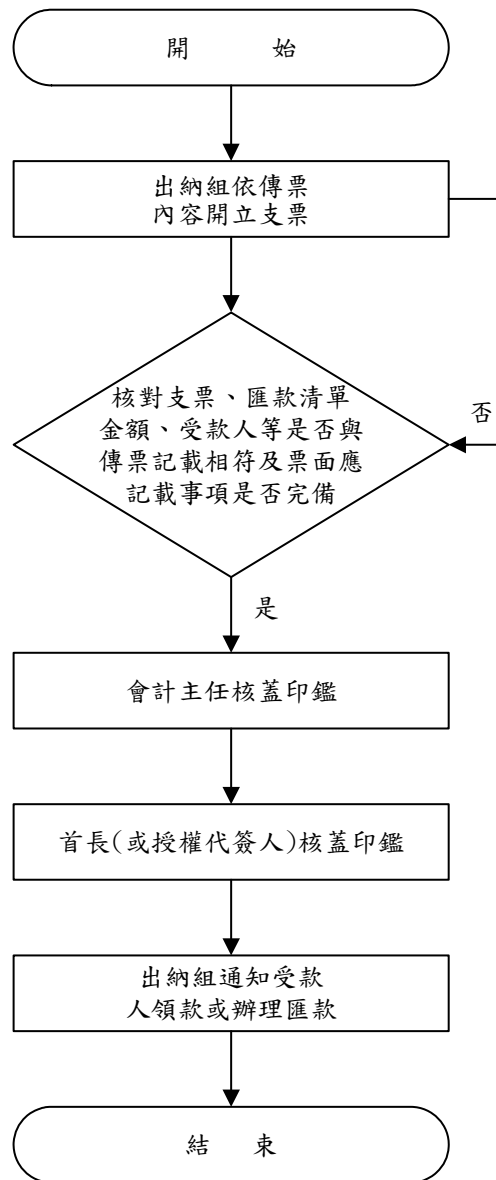 開 始
出納組依傳票
內容開立支票
核對支票、匯款清單
金額、受款人等是否與
傳票記載相符及票面應
記載事項是否完備
否
是
會計主任核蓋印鑑
首長(或授權代簽人)核蓋印鑑
出納組通知受款
人領款或辦理匯款
結 束